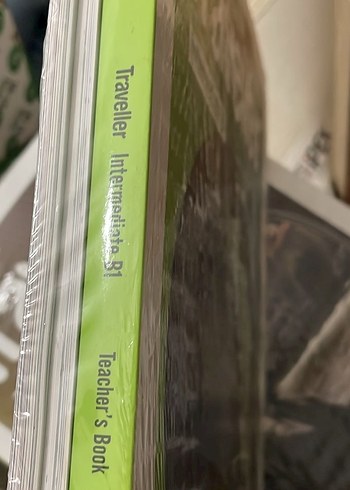 Traveller Intermediate B1
Teacher's Book